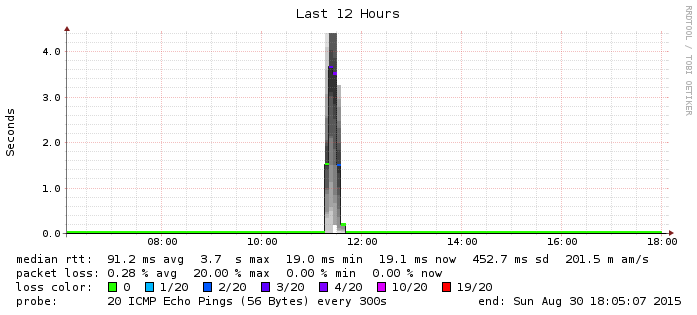 Last 12 Hours
RRDTOOL / TOBI OETIKER
Seconds
4.0
3.0
2.0
1.0
0.0
08:00 10:00 12:00 14:00 16:00 18:00
median rtt: 91.2 ms avg 3.7 s max 19.0 ms min 19.1 ms now 452.7 ms sd 201.5 m am/s
packet loss: 0.28 % avg 20.00 % max 0.00 % min 0.00 % now
loss color: 0 1/20 2/20 3/20 4/20 10/20 19/20
probe: 20 ICMP Echo Pings (56 Bytes) every 300s end: Sun Aug 30 18:05:07 2015